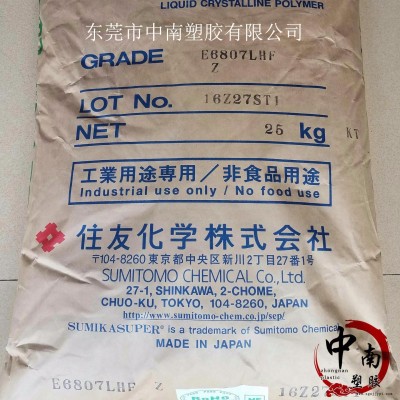 LIQUID CRYSTALLINE POLYMER
东莞市中南塑胶有限公司
GRADE E6807LHF
Z
LOT No. 16Z27ST1
NET 25 kg KT
工業用途専用/非食品用途
Industrial use only / No food use
住友化学株式会社
〒104-8260 東京都中央区新川2丁目27番1号
SUMITOMO CHEMICAL Co., Ltd.
27-1, SHINKAWA, 2-CHOME,
CHUO-KU, TOKYO, 104-8260, JAPAN
http://www.sumitomo-chem.co.jp/sep/
SUMIKASUPER® is a trademark of Sumitomo Chemical
MADE IN JAPAN
中南
zhongnan
Plastic
塑胶
E6807LHF Z 16Z27ST1
RoHS